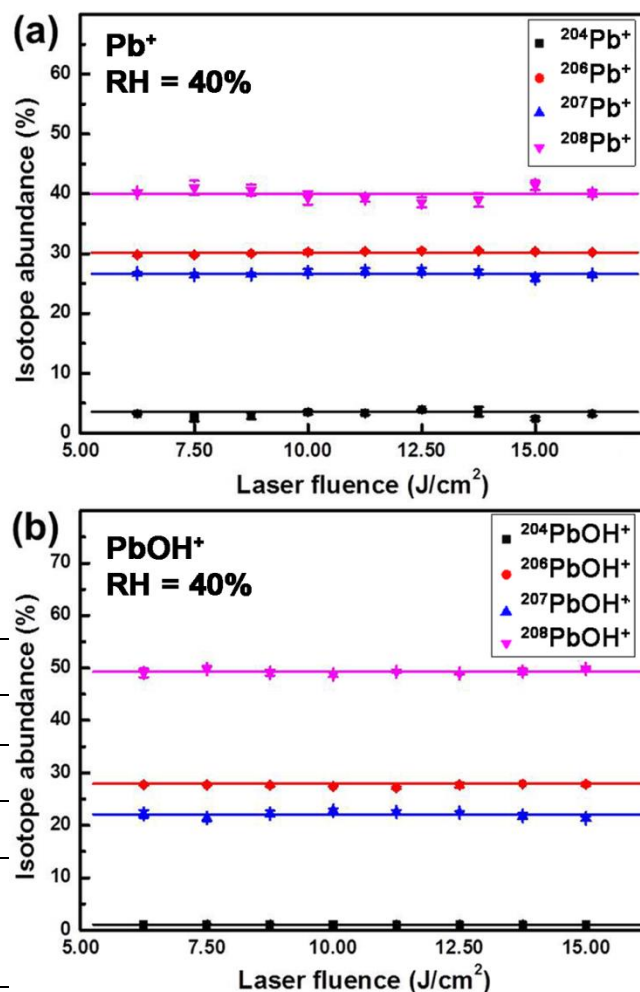 (a)
Pb⁺
RH = 40%
²⁰⁴Pb⁺
²⁰⁶Pb⁺
²⁰⁷Pb⁺
²⁰⁸Pb⁺
Isotope abundance (%)
70
60
50
40
30
20
10
0
5.00 7.50 10.00 12.50 15.00
Laser fluence (J/cm²)
(b)
PbOH⁺
RH = 40%
²⁰⁴PbOH⁺
²⁰⁶PbOH⁺
²⁰⁷PbOH⁺
²⁰⁸PbOH⁺
Isotope abundance (%)
70
60
50
40
30
20
10
0
5.00 7.50 10.00 12.50 15.00
Laser fluence (J/cm²)